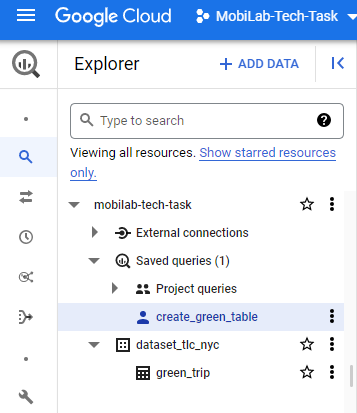 Google Cloud MobiLab-Tech-Task
Explorer + ADD DATA
Type to search
Viewing all resources. Show starred resources
only.
mobilab-tech-task
External connections
Saved queries (1)
Project queries
create_green_table
dataset_tlc_nyc
green_trip